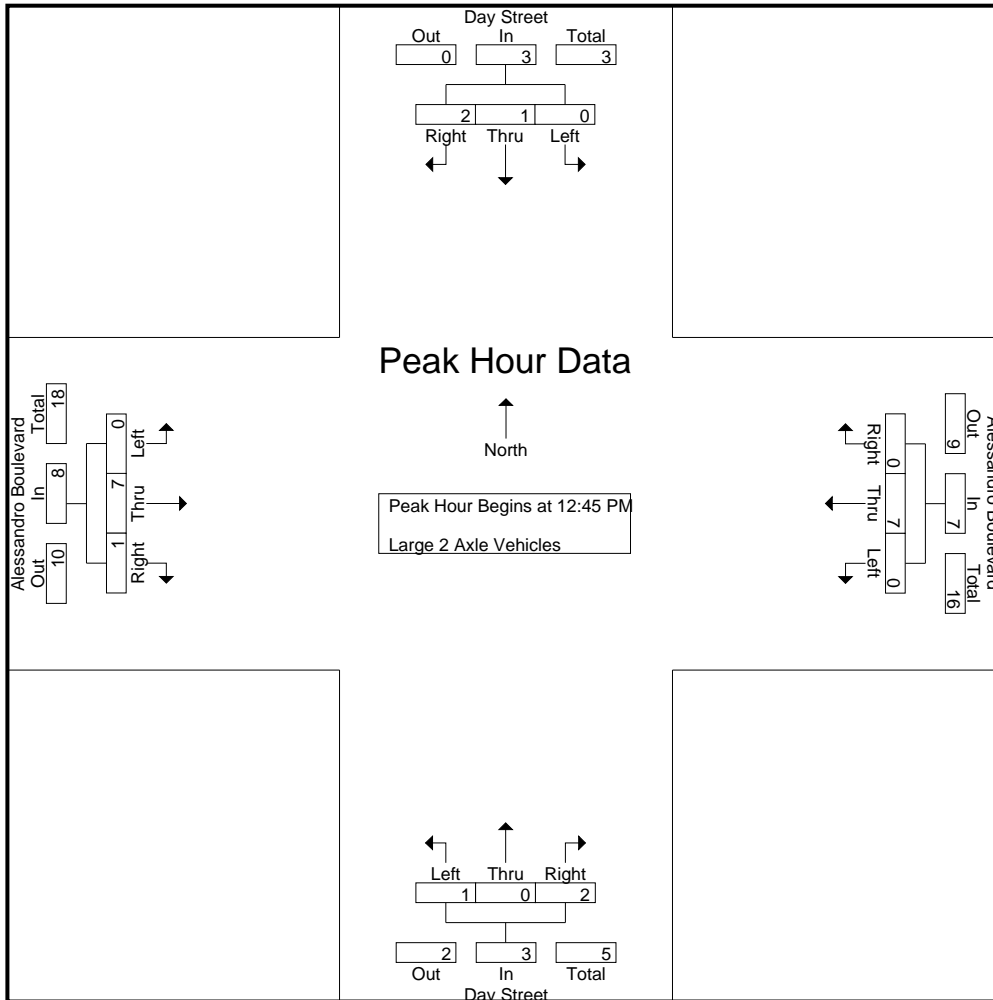 Day Street
Out In Total
0 3 3
2 1 0
Right Thru Left
Peak Hour Data
North
Peak Hour Begins at 12:45 PM
Large 2 Axle Vehicles
Alessandro Boulevard
Total In Out
18 8 10
0 7 1
Left Thru Right
Alessandro Boulevard
Out In Total
9 7 16
0 7 0
Right Thru Left
Left Thru Right
1 0 2
2 3 5
Out In Total
Day Street